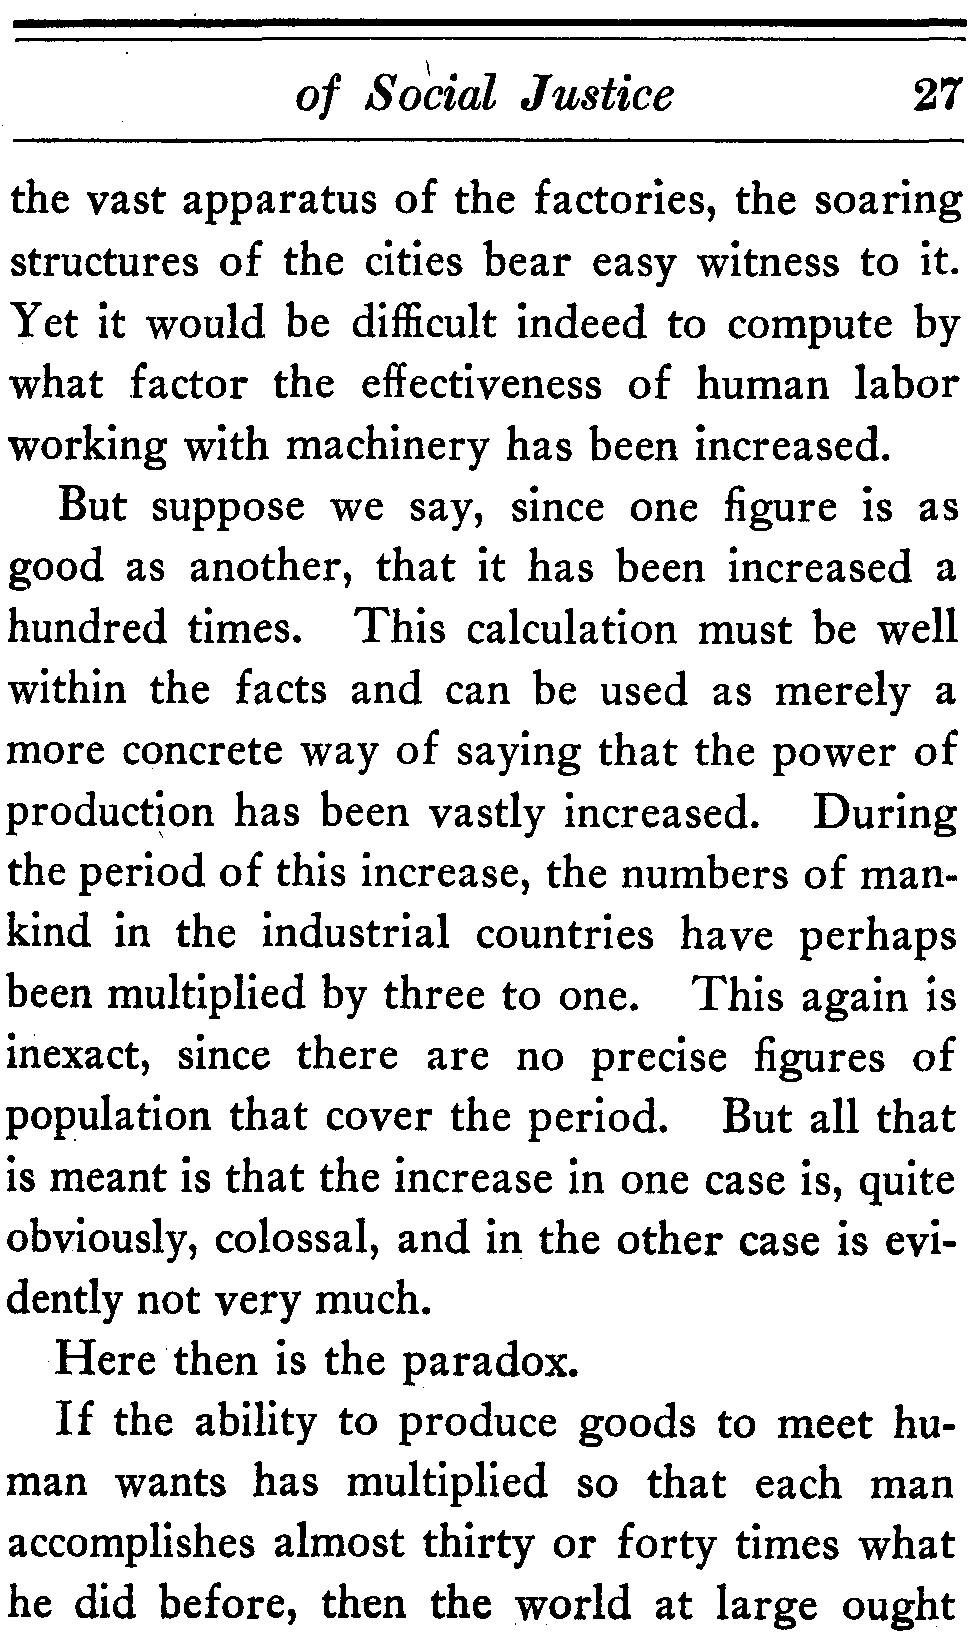 of Social Justice 27
the vast apparatus of the factories, the soaring
structures of the cities bear easy witness to it.
Yet it would be difficult indeed to compute by
what factor the effectiveness of human labor
working with machinery has been increased.
But suppose we say, since one figure is as
good as another, that it has been increased a
hundred times. This calculation must be well
within the facts and can be used as merely a
more concrete way of saying that the power of
production has been vastly increased. During
the period of this increase, the numbers of man-
kind in the industrial countries have perhaps
been multiplied by three to one. This again is
inexact, since there are no precise figures of
population that cover the period. But all that
is meant is that the increase in one case is, quite
obviously, colossal, and in the other case is evi-
dently not very much.
Here then is the paradox.
If the ability to produce goods to meet hu-
man wants has multiplied so that each man
accomplishes almost thirty or forty times what
he did before, then the world at large ought